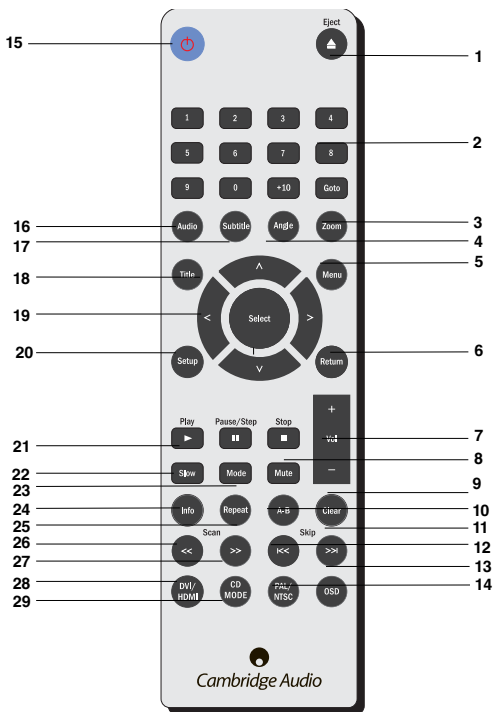 Eject
15
1
1 2 3 4
2
5 6 7 8
9 0 +10 Goto
16 Audio Subtitle Angle Zoom 3
17 4
5
18 Title Menu
19 < ^ Select > v
20 6
Setup Return
Play Pause/Step Stop
+
21 Vol 7
8
22 Slow Mode Mute −
23 9
24 Info Repeat A-B Clear 10
25 11
Scan Skip
26 << >> I<< >>I 12
27 13
28 DVI/HDMI CD MODE PAL/NTSC OSD 14
29
Cambridge Audio